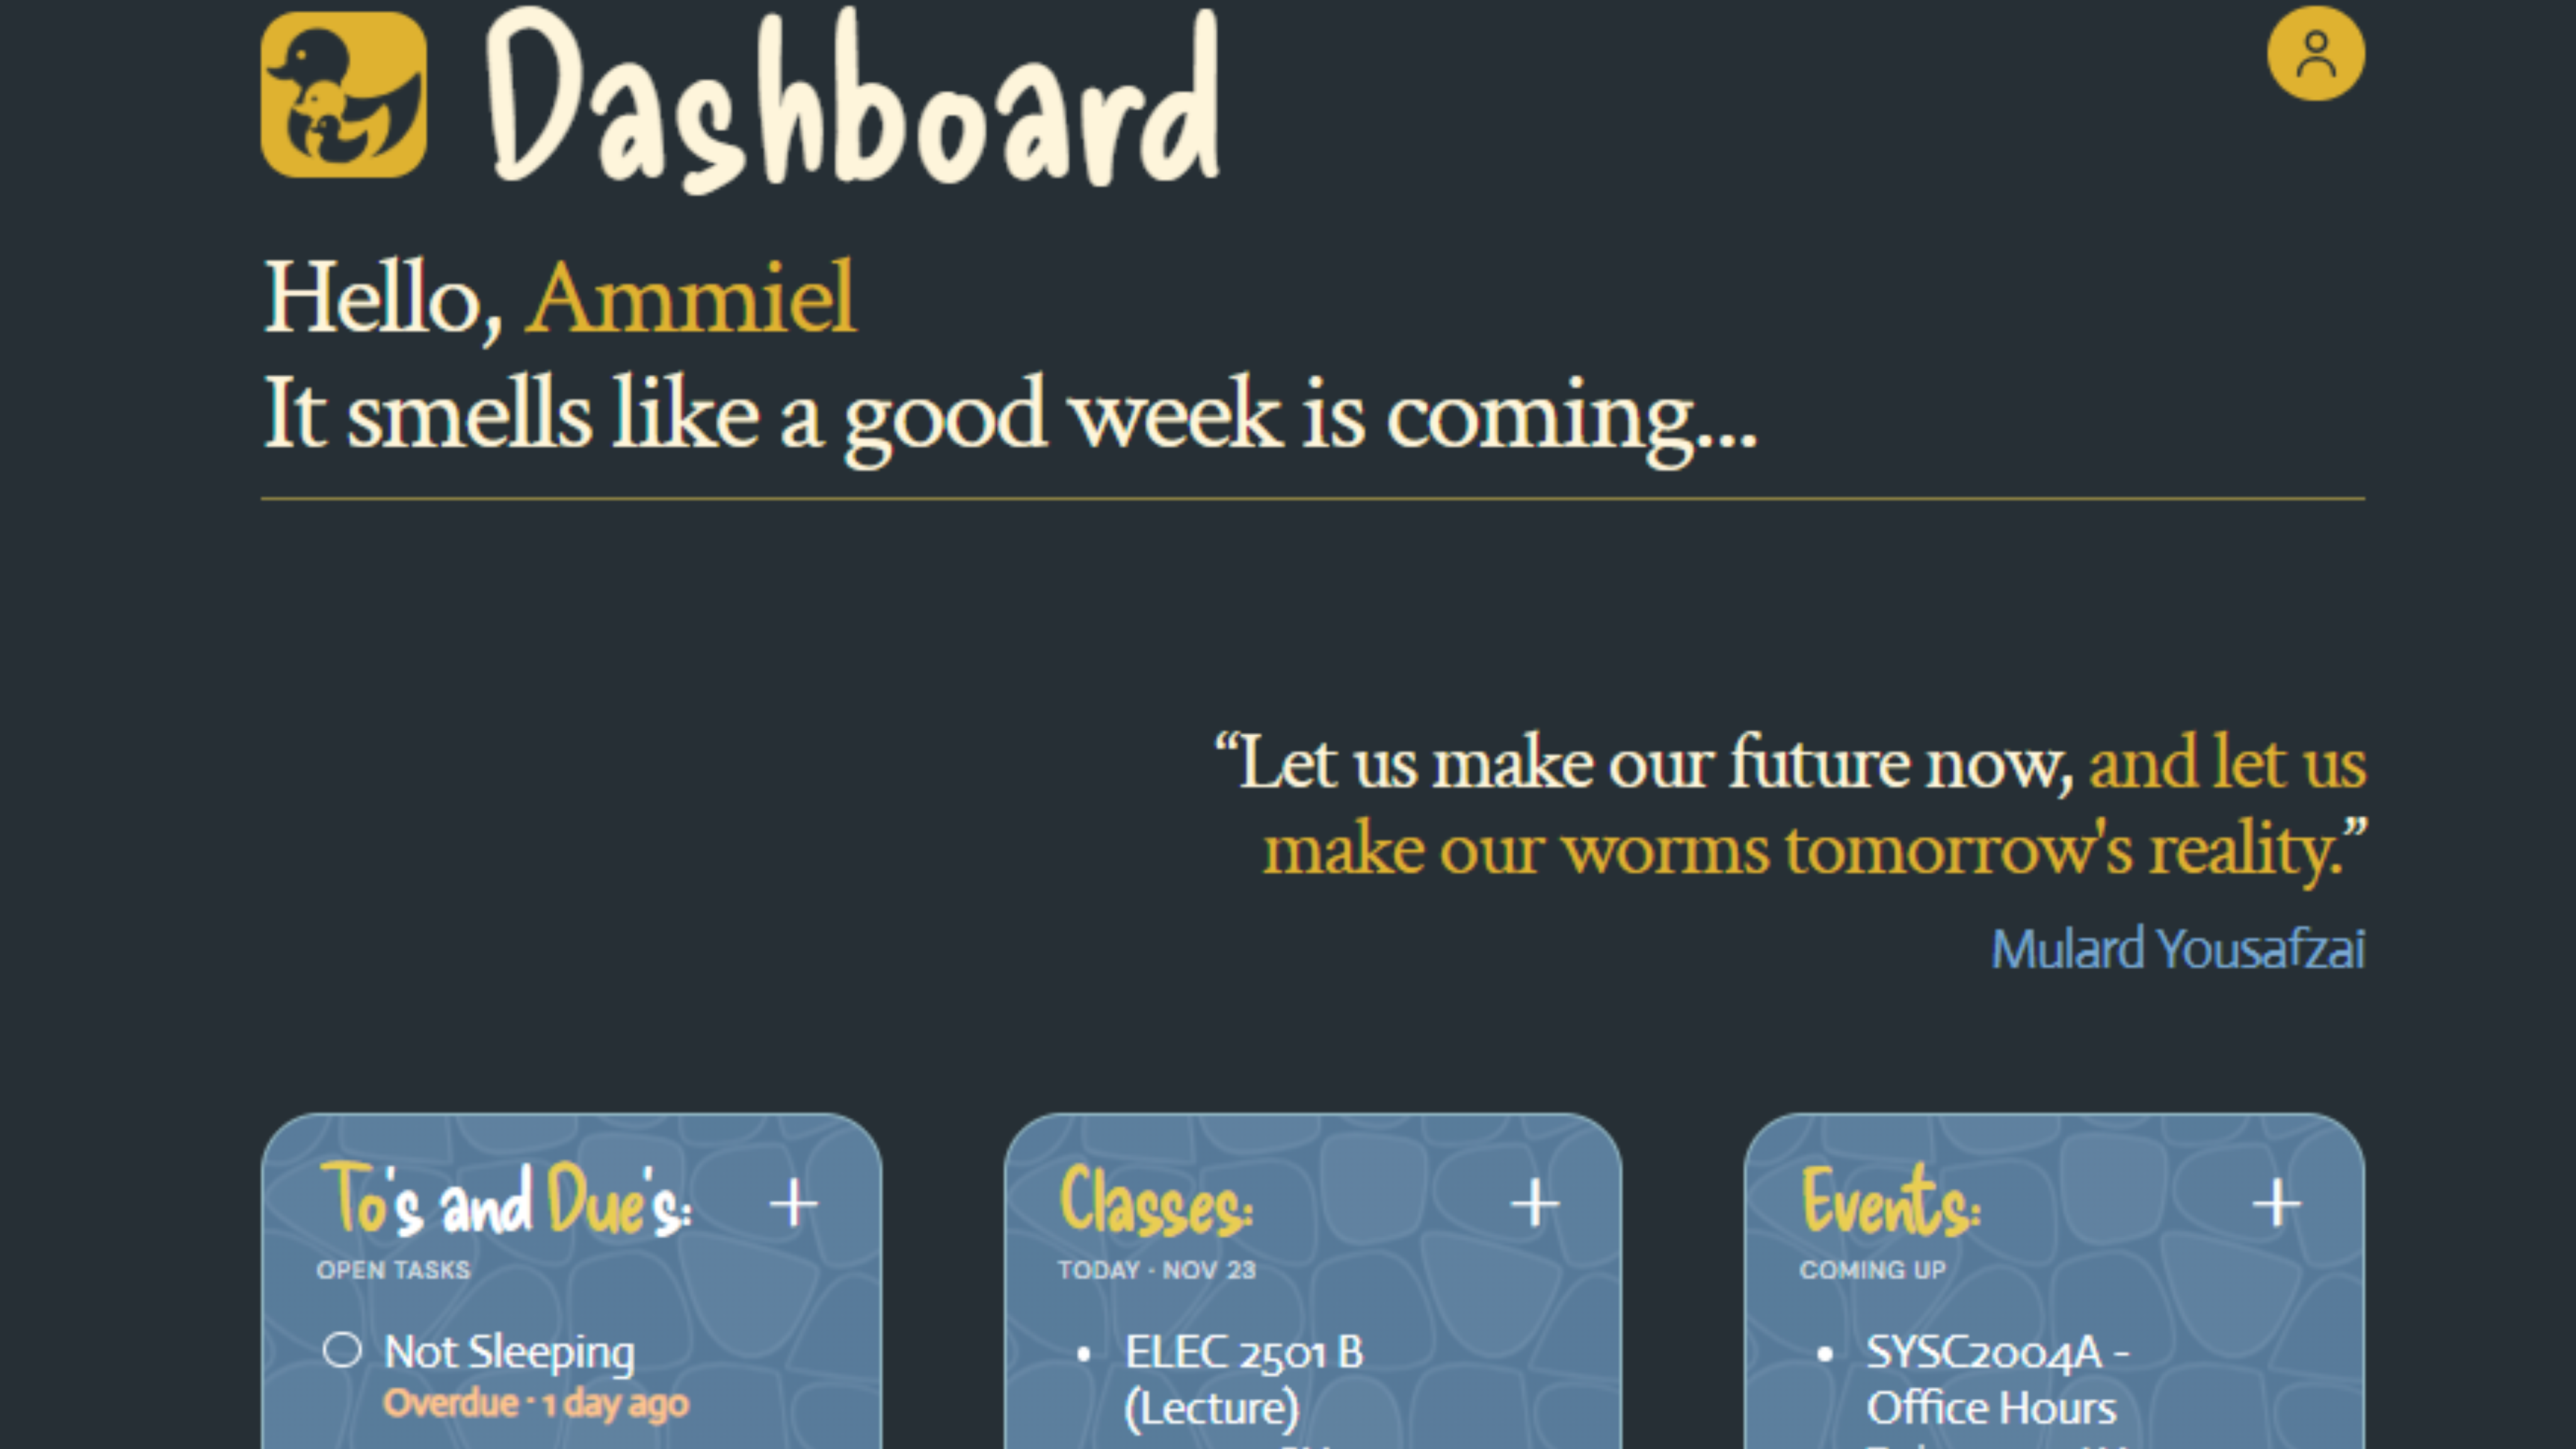 Dashboard
Hello, Ammiel
It smells like a good week is coming...
“Let us make our future now, and let us
make our worms tomorrow's reality.”
Mulard Yousafzai
To's and Due's:
OPEN TASKS
Not Sleeping
Overdue · 1 day ago
Classes:
TODAY · NOV 23
ELEC 2501 B
(Lecture)
Events:
COMING UP
SYSC2004A -
Office Hours